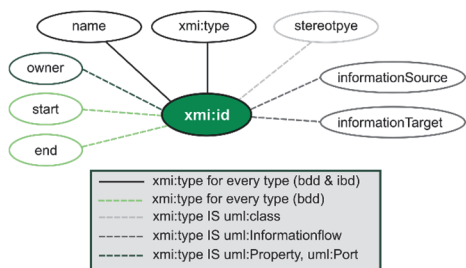 name
xmi:type
stereotpye
owner
informationSource
start
xmi:id
informationTarget
end
xmi:type for every type (bdd & ibd)
xmi:type for every type (bdd)
xmi:type IS uml:class
xmi:type IS uml:Informationflow
xmi:type IS uml:Property, uml:Port